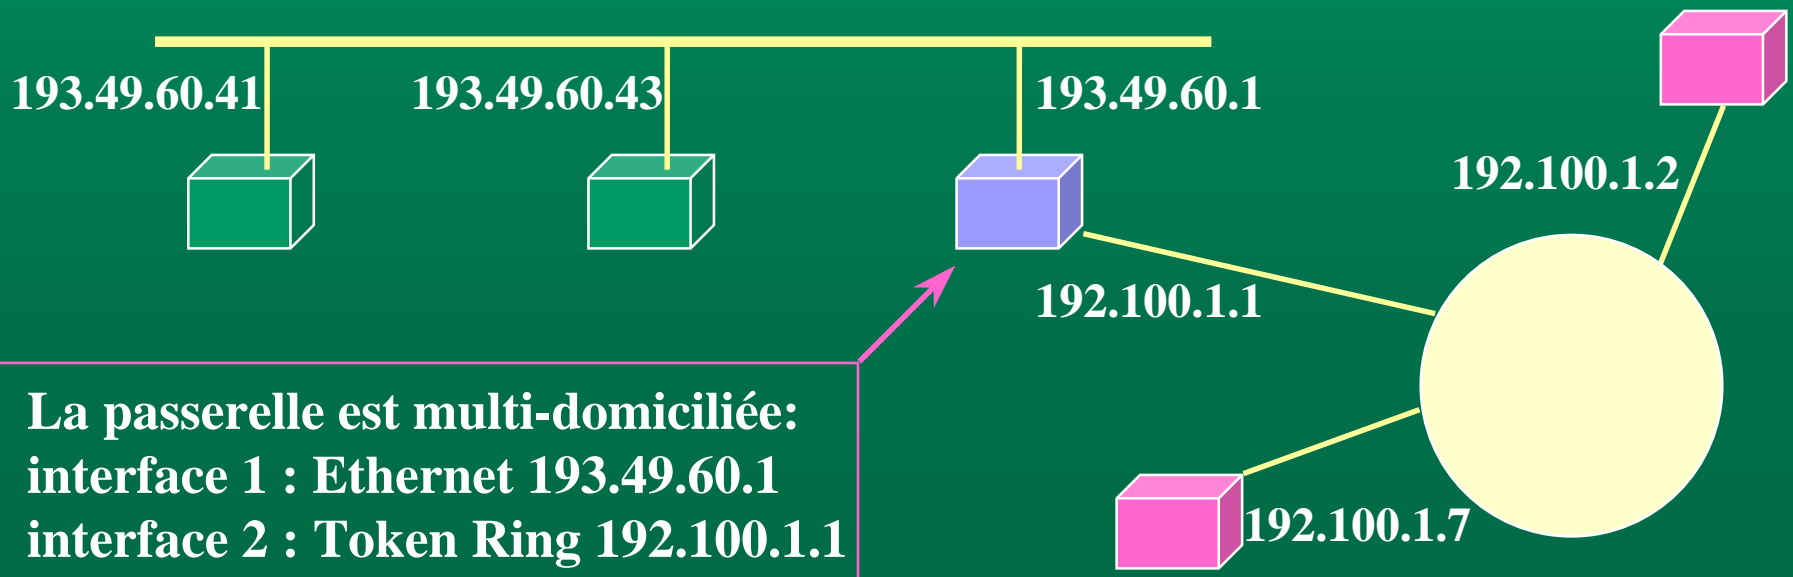 193.49.60.41
193.49.60.43
193.49.60.1
192.100.1.2
192.100.1.1
La passerelle est multi-domiciliée:
interface 1 : Ethernet 193.49.60.1
interface 2 : Token Ring 192.100.1.1
192.100.1.7